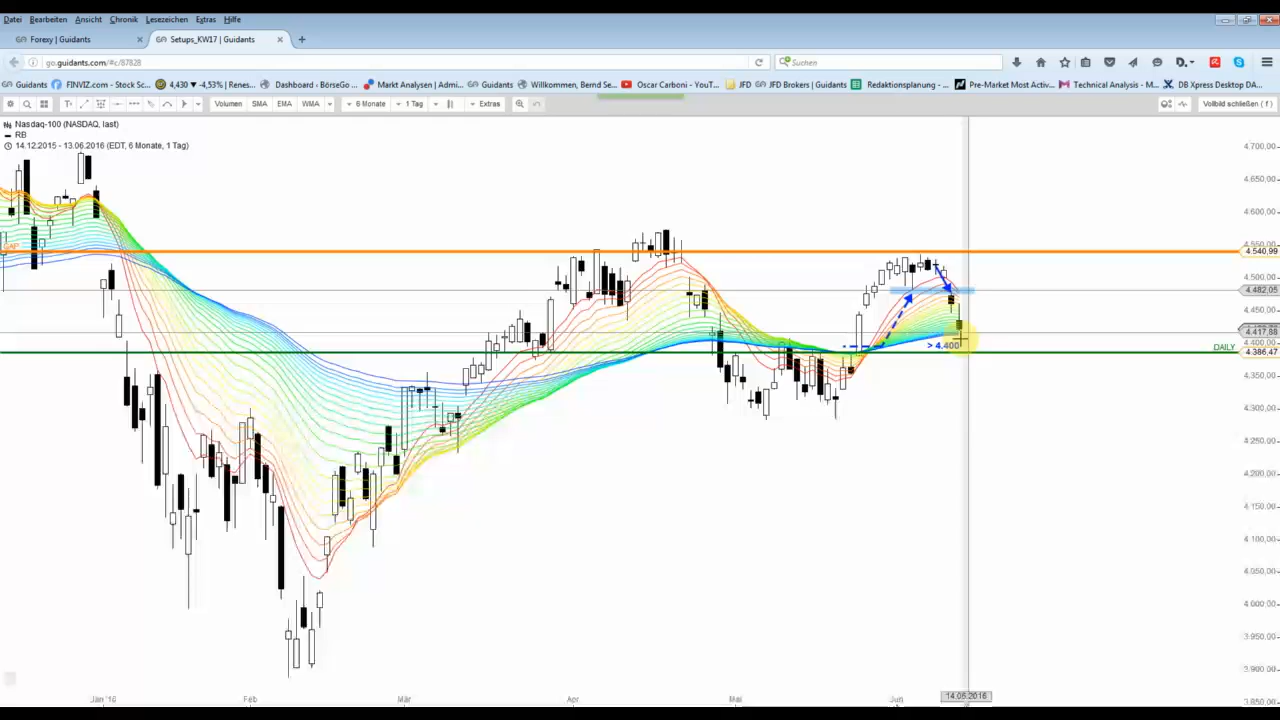 Datei Bearbeiten Ansicht Chronik Lesezeichen Extras Hilfe
Forexy | Guidants × Setups_KW17 | Guidants × +
go.guidants.com/#c/87828 Suchen
Guidants FINVIZ.com - Stock Sc... 4,430 ▼ -4,53% | Renes... Dashboard ‹ BörseGo ... Markt Analysen | Admi... Guidants Willkommen, Bernd Se... Oscar Carboni - YouT... JFD JFD Brokers | Guidants Redaktionsplanung - ... Pre-Market Most Activ... Technical Analysis - M... DB Xpress Desktop DA...
Volumen SMA EMA WMA 6 Monate 1 Tag Extras Vollbild schließen ( f )
Nasdaq-100 (NASDAQ, last)
RB
14.12.2015 - 13.06.2016 (EDT, 6 Monate, 1 Tag)
4.700,00
4.650,00
4.600,00
4.550,00
GAP
4.540,99
4.500,00
4.482,05
4.450,00
4.417,88
4.400,00
> 4.400
DAILY
4.386,47
4.350,00
4.300,00
4.250,00
4.200,00
4.150,00
4.100,00
4.050,00
4.000,00
3.950,00
3.900,00
3.850,00
Jan '16 Feb Mär Apr Mai Jun 14.06.2016